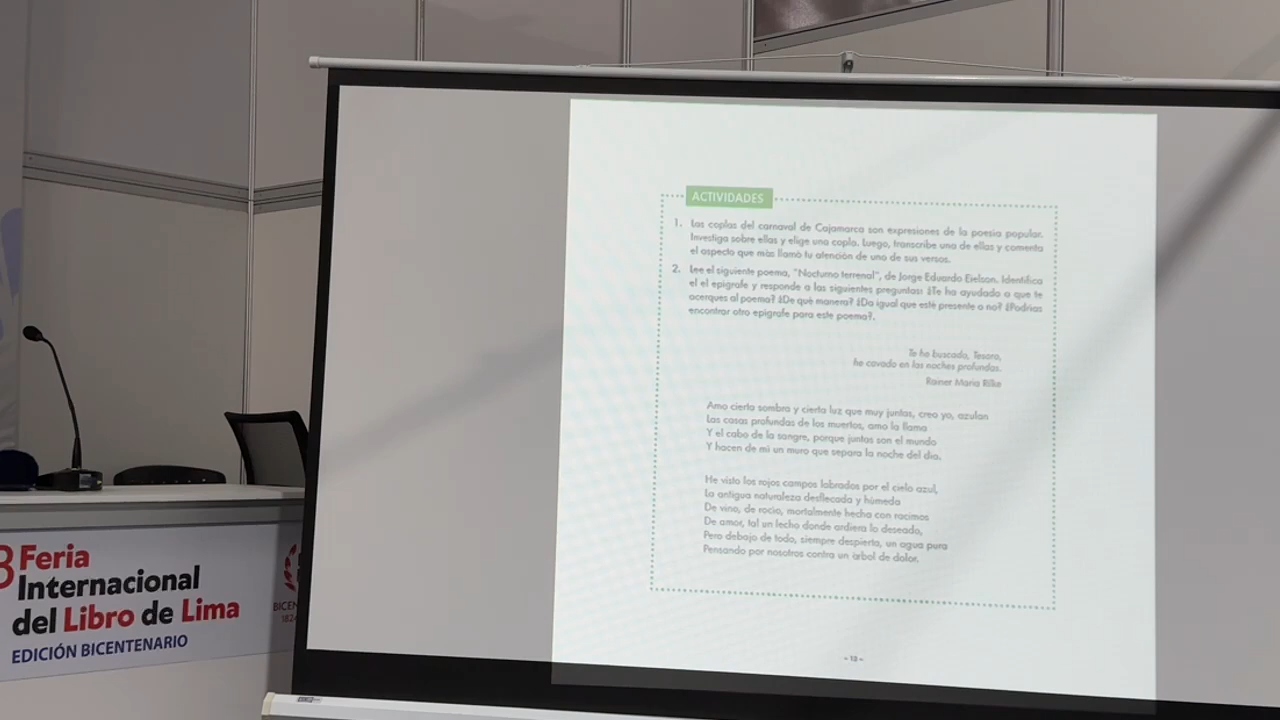 ACTIVIDADES
1. Las coplas del carnaval de Cajamarca son expresiones de la poesía popular.
Investiga sobre ellas y elige una copla. Luego, transcribe una de ellas y comenta
el aspecto que más llamó tu atención de uno de sus versos.
2. Lee el siguiente poema, "Nocturno terrenal", de Jorge Eduardo Eielson. Identifica
el el epígrafe y responde a las siguientes preguntas: ¿Te ha ayudado a que te
acerques al poema? ¿De qué manera? ¿Da igual que esté presente o no? ¿Podrías
encontrar otro epígrafe para este poema?.
Te he buscado, Tesoro,
he cavado en las noches profundas.
Rainer Maria Rilke
Amo cierta sombra y cierta luz que muy juntas, creo yo, azulan
Las casas profundas de los muertos, amo la llama
Y el cabo de la sangre, porque juntas son el mundo
Y hacen de mí un muro que separa la noche del día.
He visto los rojos campos labrados por el cielo azul,
La antigua naturaleza desflecada y húmeda
De vino, de rocío, mortalmente hecha con racimos
De amor, tal un lecho donde ardiera lo deseado,
Pero debajo de todo, siempre despierta, un agua pura
Pensando por nosotros contra un árbol de dolor.
- 13 -
Feria
Internacional
del Libro de Lima
EDICIÓN BICENTENARIO